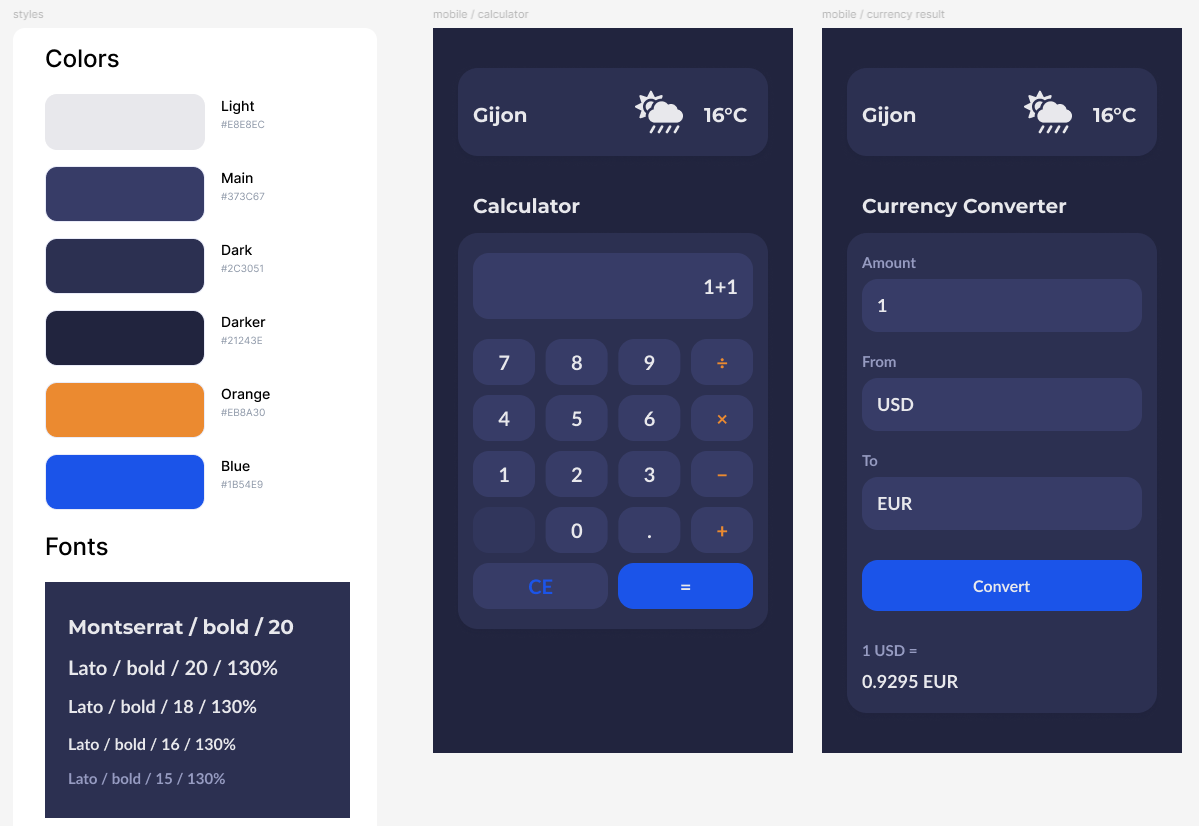 styles
Colors
Light
#E8E8EC
Main
#373C67
Dark
#2C3051
Darker
#21243E
Orange
#EB8A30
Blue
#1B54E9
Fonts
Montserrat / bold / 20
Lato / bold / 20 / 130%
Lato / bold / 18 / 130%
Lato / bold / 16 / 130%
Lato / bold / 15 / 130%
mobile / calculator
Gijon 16°C
Calculator
1+1
7 8 9 ÷
4 5 6 ×
1 2 3 −
0 . +
CE =
mobile / currency result
Gijon 16°C
Currency Converter
Amount
1
From
USD
To
EUR
Convert
1 USD =
0.9295 EUR